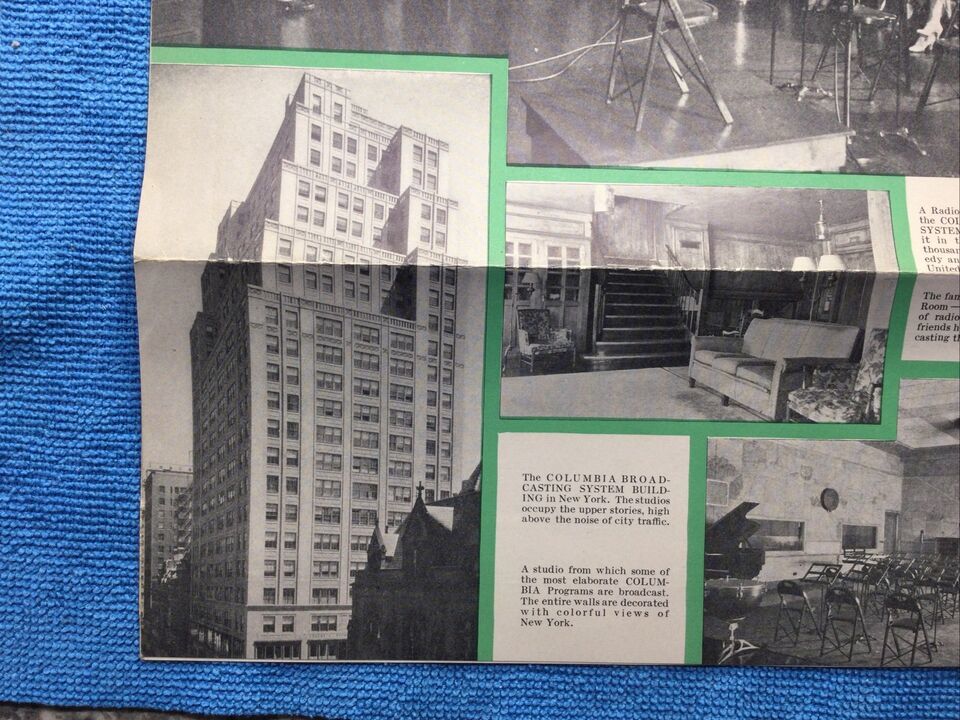 The COLUMBIA BROAD-
CASTING SYSTEM BUILD-
ING in New York. The studios
occupy the upper stories, high
above the noise of city traffic.
A studio from which some of
the most elaborate COLUM-
BIA Programs are broadcast.
The entire walls are decorated
with colorful views of
New York.
A Radio
the COL
SYSTEM
it in t
thousan
edy an
United
The fam
Room —
of radio
friends h
casting th